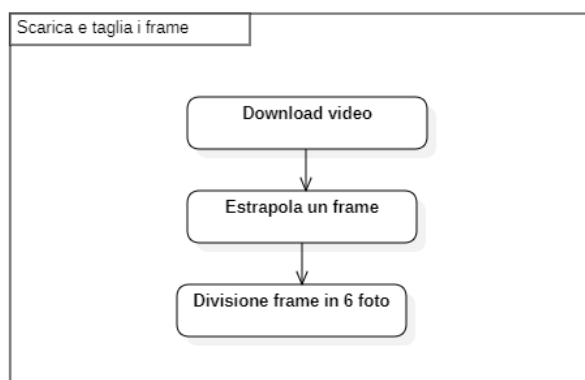 Scarica e taglia i frame
Download video
Estrapola un frame
Divisione frame in 6 foto